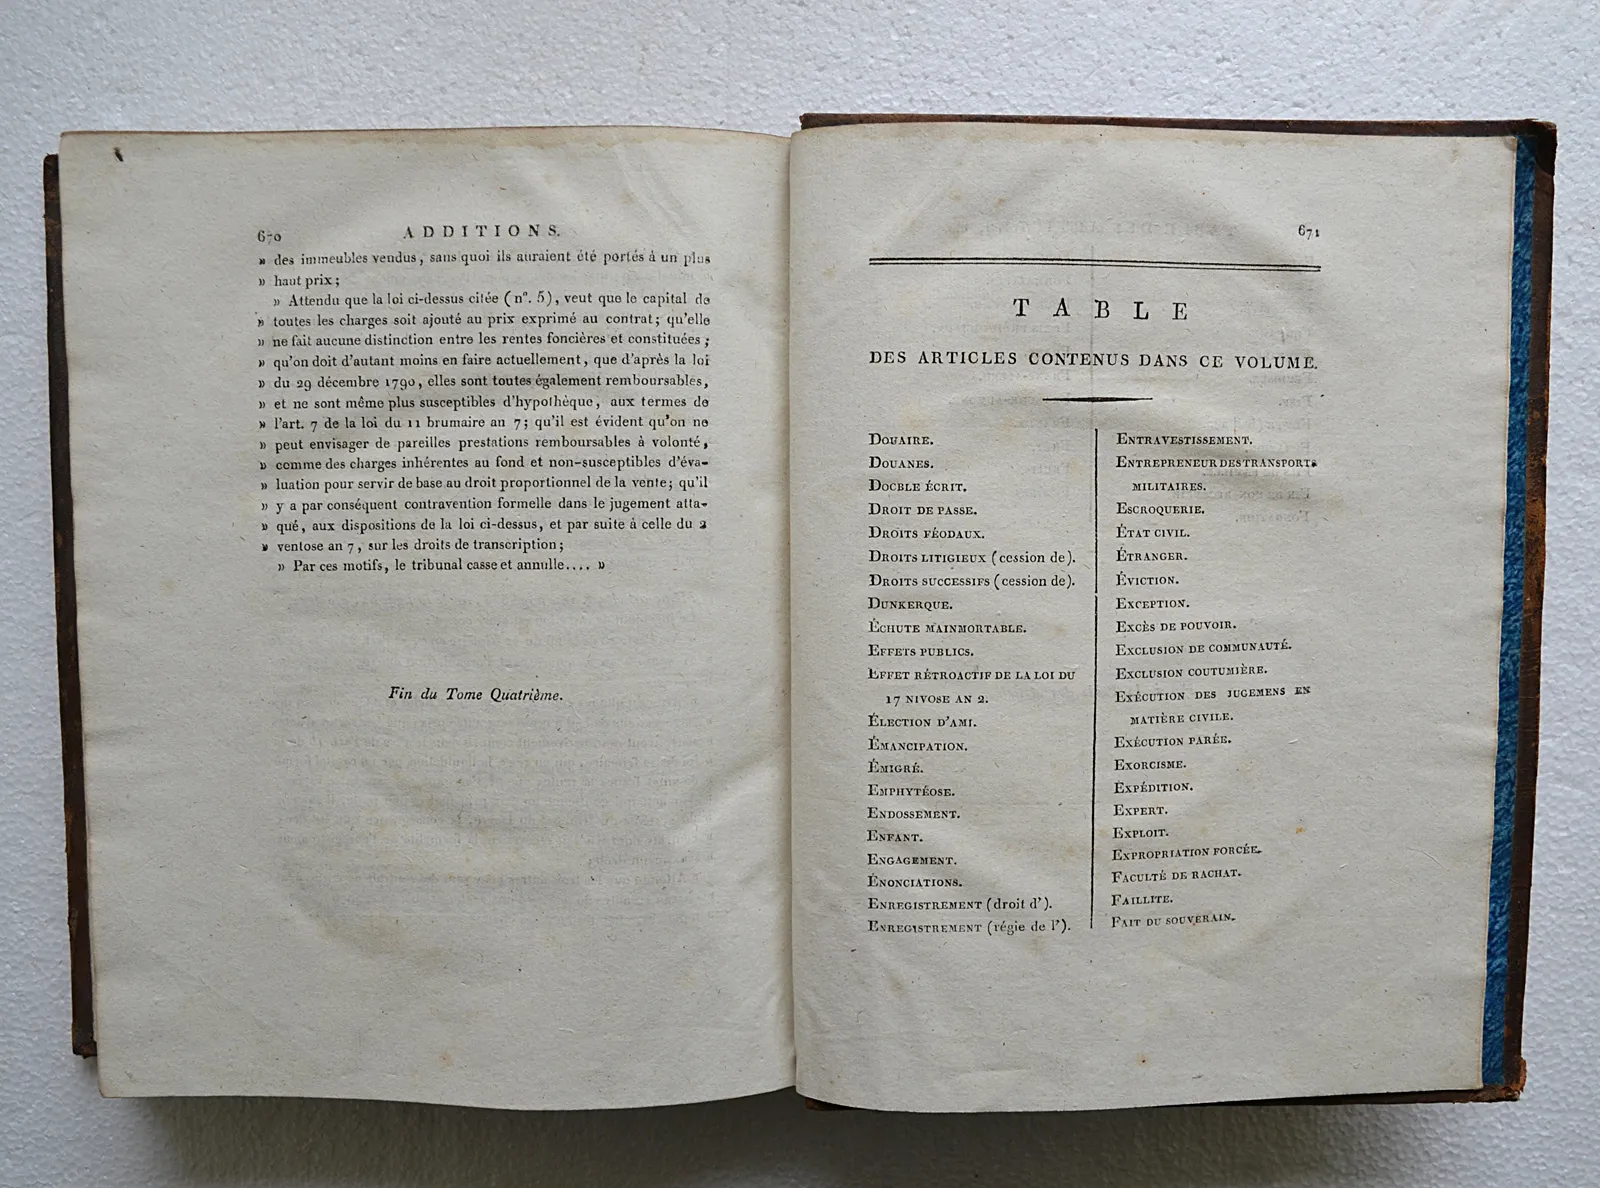 670 ADDITIONS.
» des immeubles vendus, sans quoi ils auraient été portés à un plus
» haut prix;
» Attendu que la loi ci-dessus citée (n°. 5), veut que le capital de
» toutes les charges soit ajouté au prix exprimé au contrat; qu'elle
» ne fait aucune distinction entre les rentes foncières et constituées;
» qu'on doit d'autant moins en faire actuellement, que d'après la loi
» du 29 décembre 1790, elles sont toutes également remboursables,
» et ne sont même plus susceptibles d'hypothèque, aux termes de
» l'art. 7 de la loi du 11 brumaire an 7; qu'il est évident qu'on ne
» peut envisager de pareilles prestations remboursables à volonté,
» comme des charges inhérentes au fond et non-susceptibles d'éva-
» luation pour servir de base au droit proportionnel de la vente; qu'il
» y a par conséquent contravention formelle dans le jugement atta-
» qué, aux dispositions de la loi ci-dessus, et par suite à celle du 2
» ventose an 7, sur les droits de transcription;
» Par ces motifs, le tribunal casse et annulle.... »
Fin du Tome Quatrième.
671
TABLE
DES ARTICLES CONTENUS DANS CE VOLUME.
DOUAIRE.
DOUANES.
DOCBLE ÉCRIT.
DROIT DE PASSE.
DROITS FÉODAUX.
DROITS LITIGIEUX (cession de).
DROITS SUCCESSIFS (cession de).
DUNKERQUE.
ÉCHUTE MAINMORTABLE.
EFFETS PUBLICS.
EFFET RÉTROACTIF DE LA LOI DU
17 NIVOSE AN 2.
ÉLECTION D'AMI.
ÉMANCIPATION.
ÉMIGRÉ.
EMPHYTÉOSE.
ENDOSSEMENT.
ENFANT.
ENGAGEMENT.
ÉNONCIATIONS.
ENREGISTREMENT (droit d').
ENREGISTREMENT (régie de l').
ENTRAVESTISSEMENT.
ENTREPRENEUR DES TRANSPORTS
MILITAIRES.
ESCROQUERIE.
ÉTAT CIVIL.
ÉTRANGER.
ÉVICTION.
EXCEPTION.
EXCÈS DE POUVOIR.
EXCLUSION DE COMMUNAUTÉ.
EXCLUSION COUTUMIÈRE.
EXÉCUTION DES JUGEMENS EN
MATIÈRE CIVILE.
EXÉCUTION PARÉE.
EXORCISME.
EXPÉDITION.
EXPERT.
EXPLOIT.
EXPROPRIATION FORCÉE.
FACULTÉ DE RACHAT.
FAILLITE.
FAIT DU SOUVERAIN.